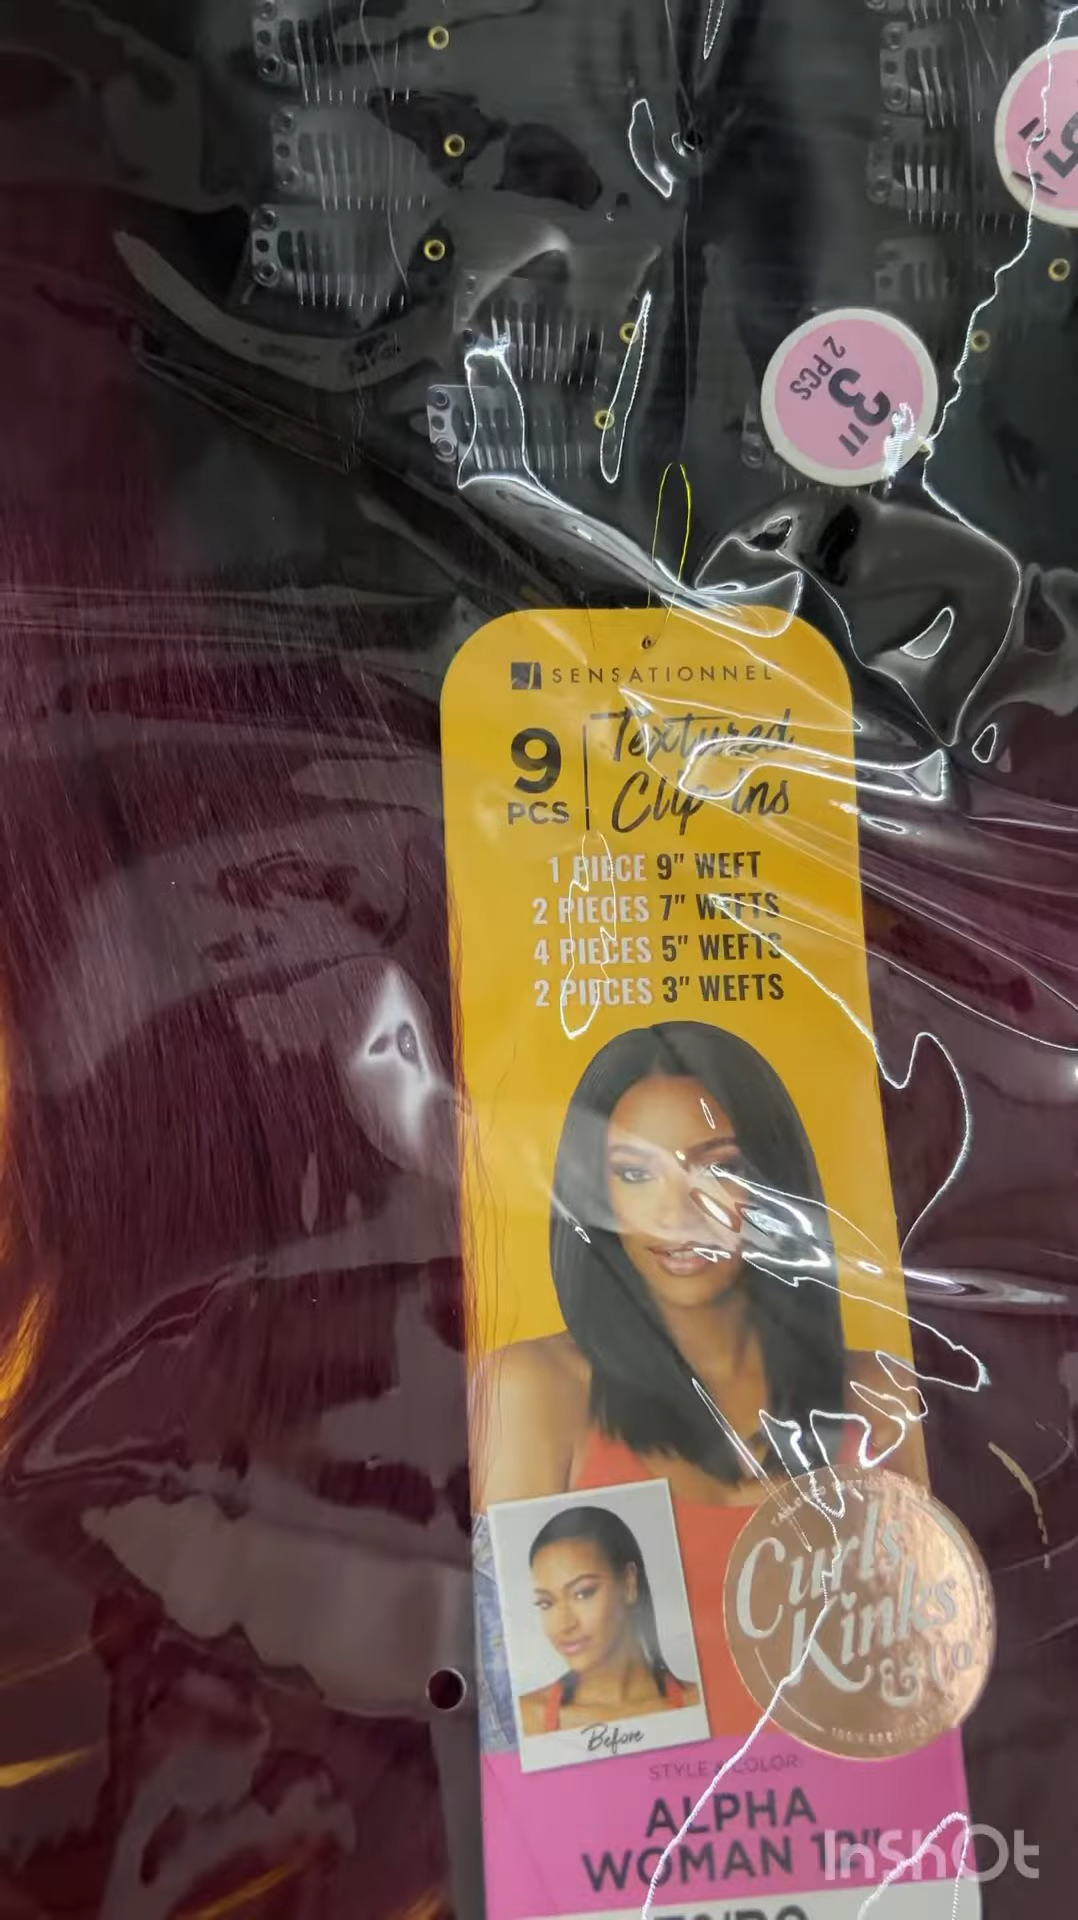 5"
3"
2 PCS
SENSATIONNEL
9
PCS
Textured
Clip-Ins
1 PIECE 9" WEFT
2 PIECES 7" WEFTS
4 PIECES 5" WEFTS
2 PIECES 3" WEFTS
Curls
Kinks
& Co
Before
STYLE & COLOR:
ALPHA
WOMAN
InShOt